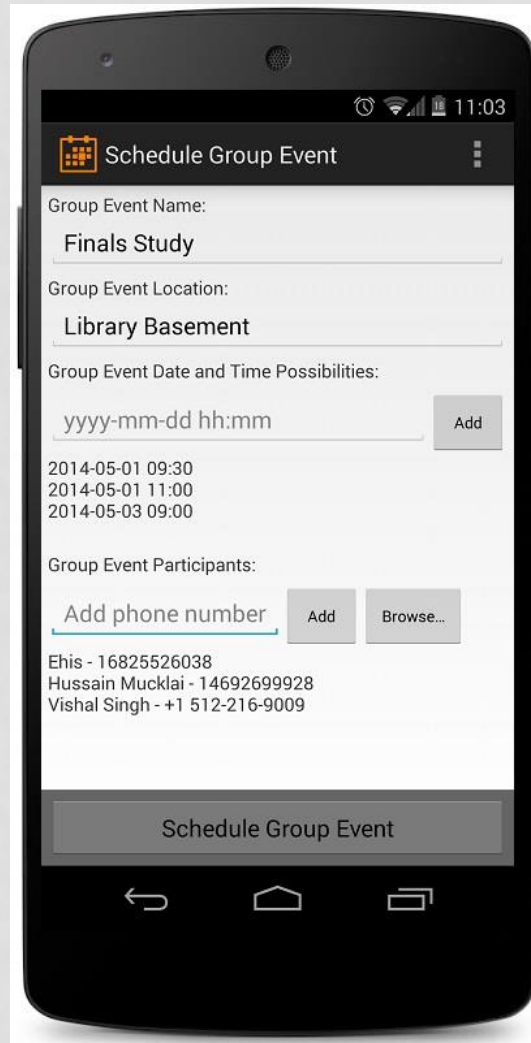 18 11:03
Schedule Group Event
Group Event Name:
Finals Study
Group Event Location:
Library Basement
Group Event Date and Time Possibilities:
yyyy-mm-dd hh:mm Add
2014-05-01 09:30
2014-05-01 11:00
2014-05-03 09:00
Group Event Participants:
Add phone number Add Browse...
Ehis - 16825526038
Hussain Mucklai - 14692699928
Vishal Singh - +1 512-216-9009
Schedule Group Event